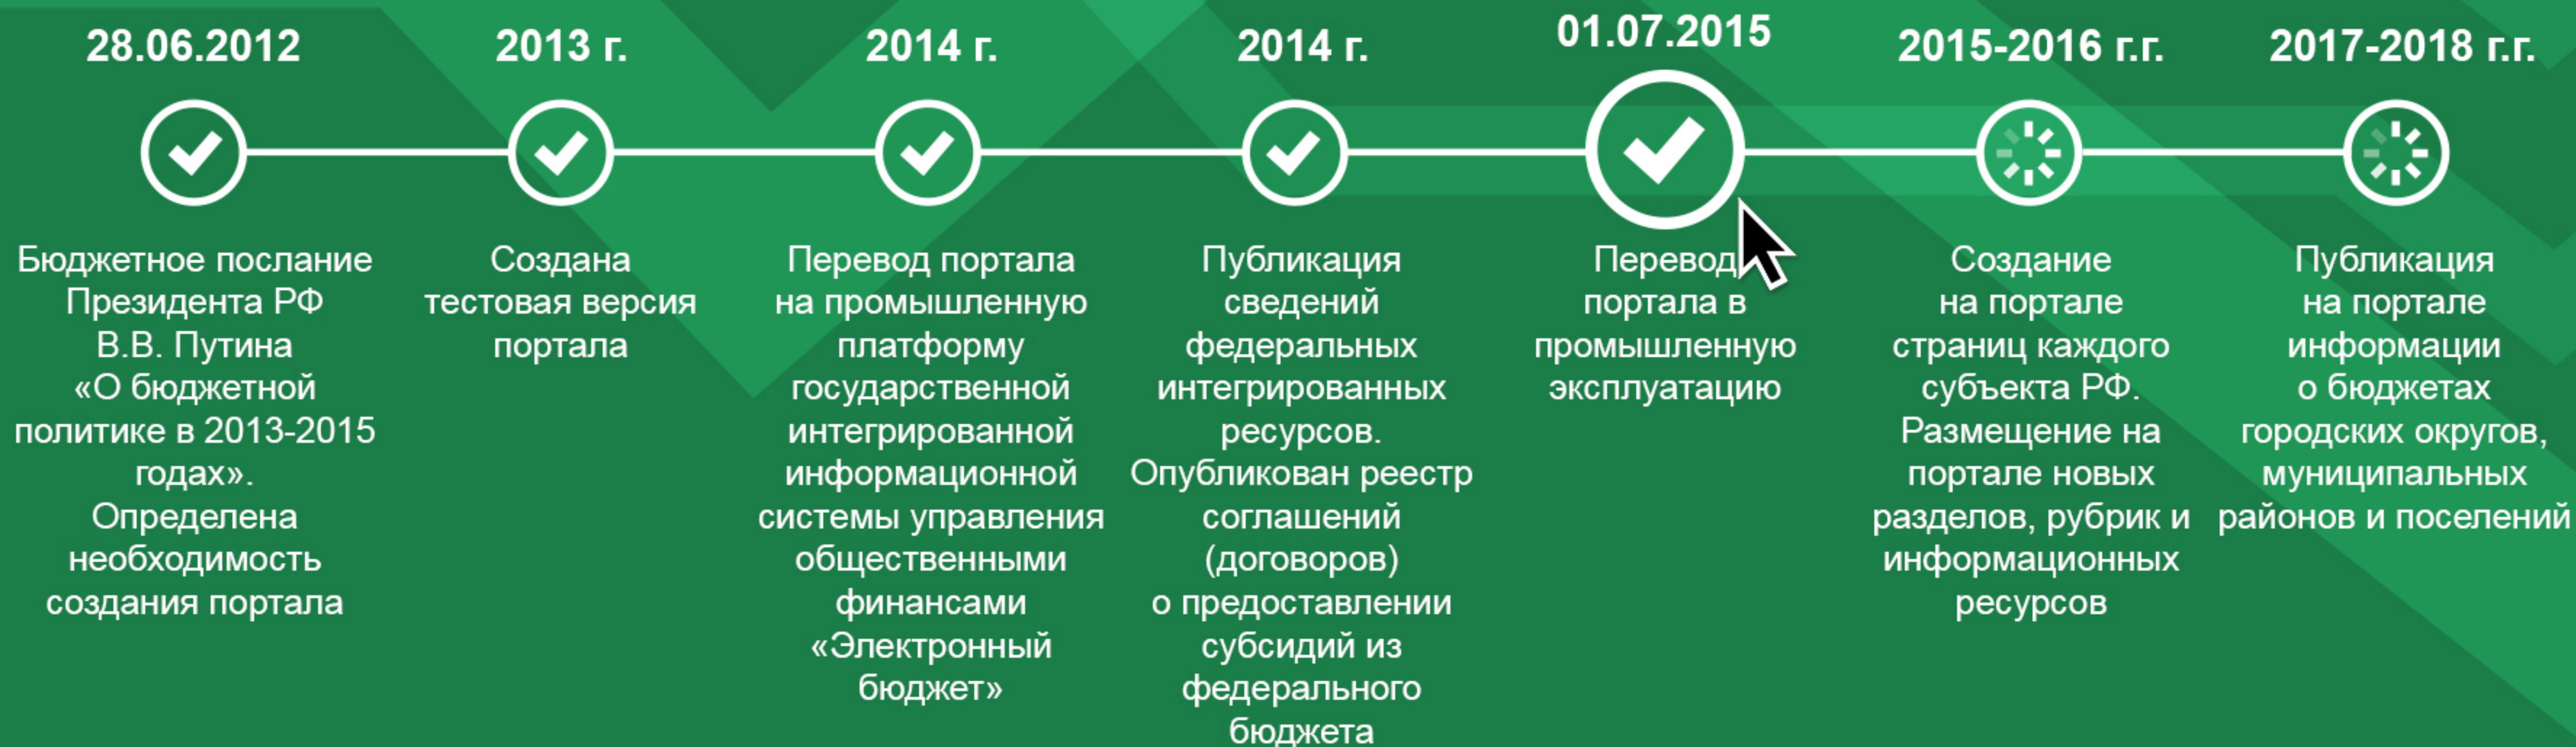 28.06.2012
Бюджетное послание
Президента РФ
В.В. Путина
«О бюджетной
политике в 2013-2015
годах».
Определена
необходимость
создания портала
2013 г.
Создана
тестовая версия
портала
2014 г.
Перевод портала
на промышленную
платформу
государственной
интегрированной
информационной
системы управления
общественными
финансами
«Электронный
бюджет»
2014 г.
Публикация
сведений
федеральных
интегрированных
ресурсов.
Опубликован реестр
соглашений
(договоров)
о предоставлении
субсидий из
федерального
бюджета
01.07.2015
Перевод
портала в
промышленную
эксплуатацию
2015-2016 г.г.
Создание
на портале
страниц каждого
субъекта РФ.
Размещение на
портале новых
разделов, рубрик и
информационных
ресурсов
2017-2018 г.г.
Публикация
на портале
информации
о бюджетах
городских округов,
муниципальных
районов и поселений